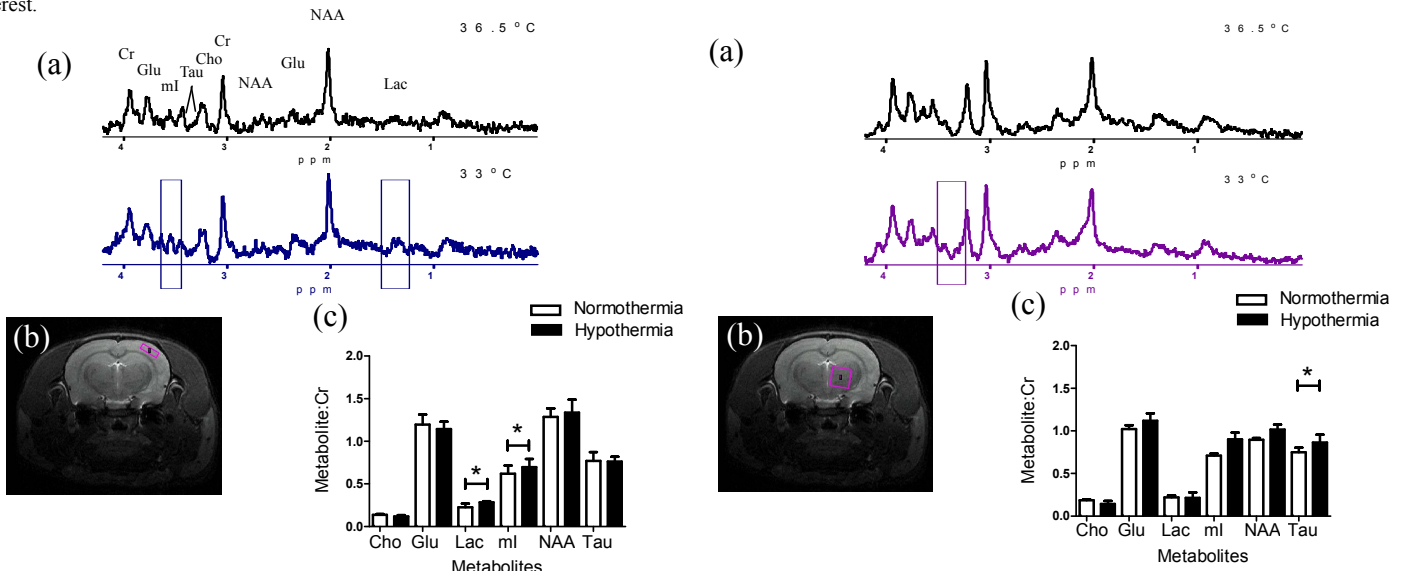 erest.
(a)
NAA
36.5°C
Cr
Glu
mI
Tau
Cho
Cr
NAA
Glu
Lac
4 3 2 1
ppm
33°C
4 3 2 1
ppm
(b)
(c)
Normothermia
Hypothermia
Metabolite:Cr
2.0
1.5
1.0
0.5
0.0
*
*
Cho Glu Lac mI NAA Tau
Metabolites
(a)
36.5°C
4 3 2 1
ppm
33°C
4 3 2 1
ppm
(b)
(c)
Normothermia
Hypothermia
Metabolite:Cr
2.0
1.5
1.0
0.5
0.0
*
Cho Glu Lac mI NAA Tau
Metabolites